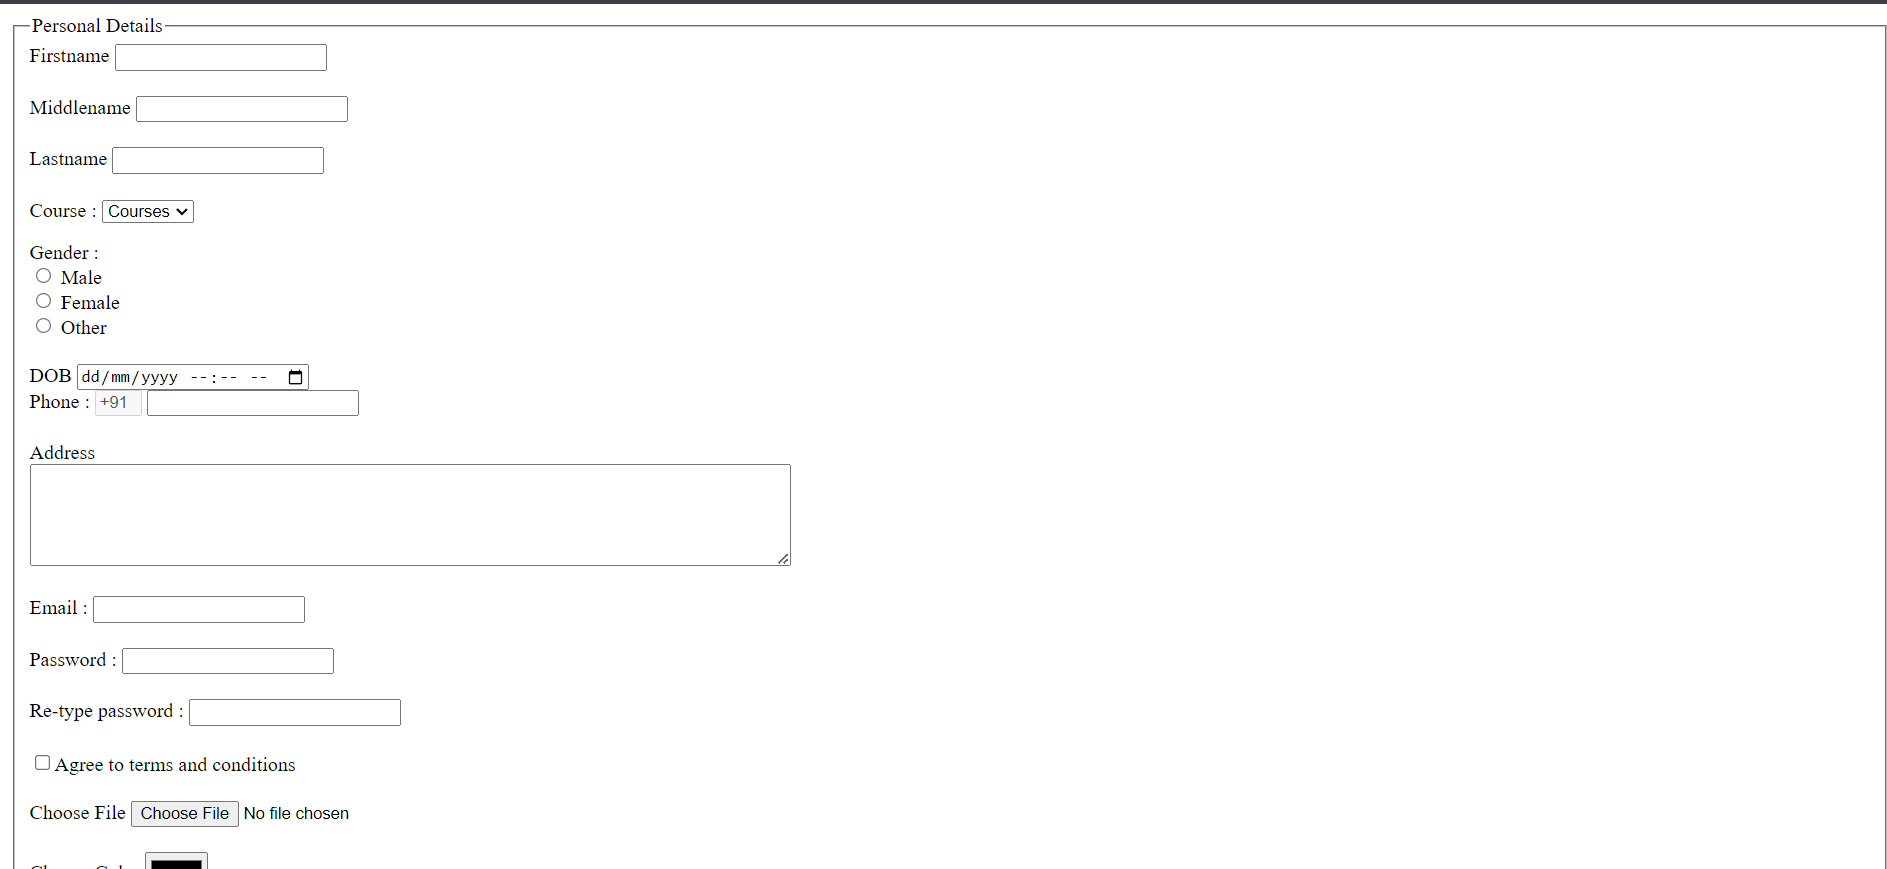 Personal Details
Firstname
Middlename
Lastname
Course : Courses
Gender :
Male
Female
Other
DOB dd/mm/yyyy --:-- --
Phone : +91
Address
Email :
Password :
Re-type password :
Agree to terms and conditions
Choose File Choose File No file chosen